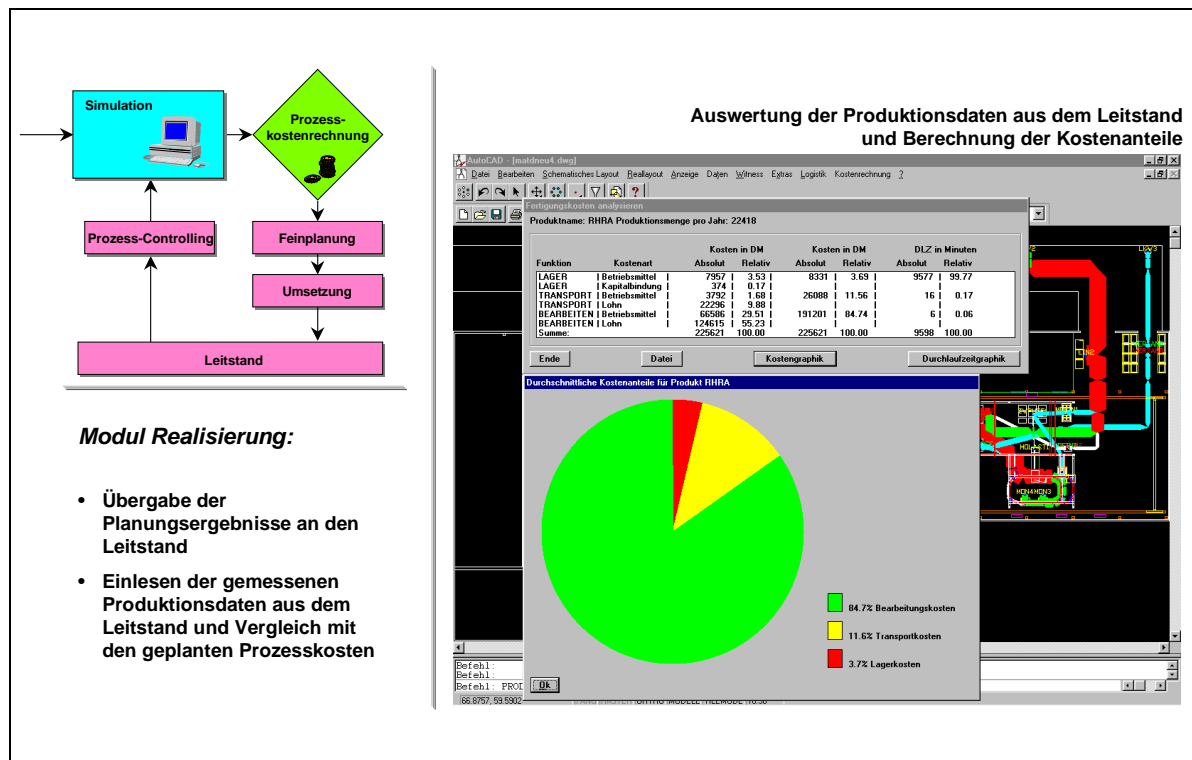 Simulation
Prozess-
kostenrechnung
Prozess-Controlling
Feinplanung
Umsetzung
Leitstand
Modul Realisierung:
• Übergabe der
Planungsergebnisse an den
Leitstand
• Einlesen der gemessenen
Produktionsdaten aus dem
Leitstand und Vergleich mit
den geplanten Prozesskosten
Auswertung der Produktionsdaten aus dem Leitstand
und Berechnung der Kostenanteile
AutoCAD - [matdneu4.dwg]
Datei Bearbeiten Schematisches Layout Reallayout Anzeige Daten Witness Extras Logistik Kostenrechnung ?
Fertigungskosten analysieren
Produktname: RHRA Produktionsmenge pro Jahr: 22418
Kosten in DM Kosten in DM DLZ in Minuten
Funktion Kostenart Absolut Relativ Absolut Relativ Absolut Relativ
LAGER | Betriebsmittel | 7957 | 3.53 | 8331 | 3.69 | 9577 | 99.77
LAGER | Kapitalbindung | 374 | 0.17 | | |
TRANSPORT | Betriebsmittel | 3792 | 1.68 | 26088 | 11.56 | 16 | 0.17
TRANSPORT | Lohn | 22296 | 9.88 | | |
BEARBEITEN | Betriebsmittel | 66586 | 29.51 | 191201 | 84.74 | 6 | 0.06
BEARBEITEN | Lohn | 124615 | 55.23 | | |
Summe: 225621 100.00 225621 100.00 9598 100.00
Ende Datei Kostengraphik Durchlaufzeitgraphik
Durchschnittliche Kostenanteile für Produkt RHRA
84.7% Bearbeitungskosten
11.6% Transportkosten
3.7% Lagerkosten
Ok
MON4MON3
Befehl:
Befehl:
Befehl: PROD
66.8757, 59.5902